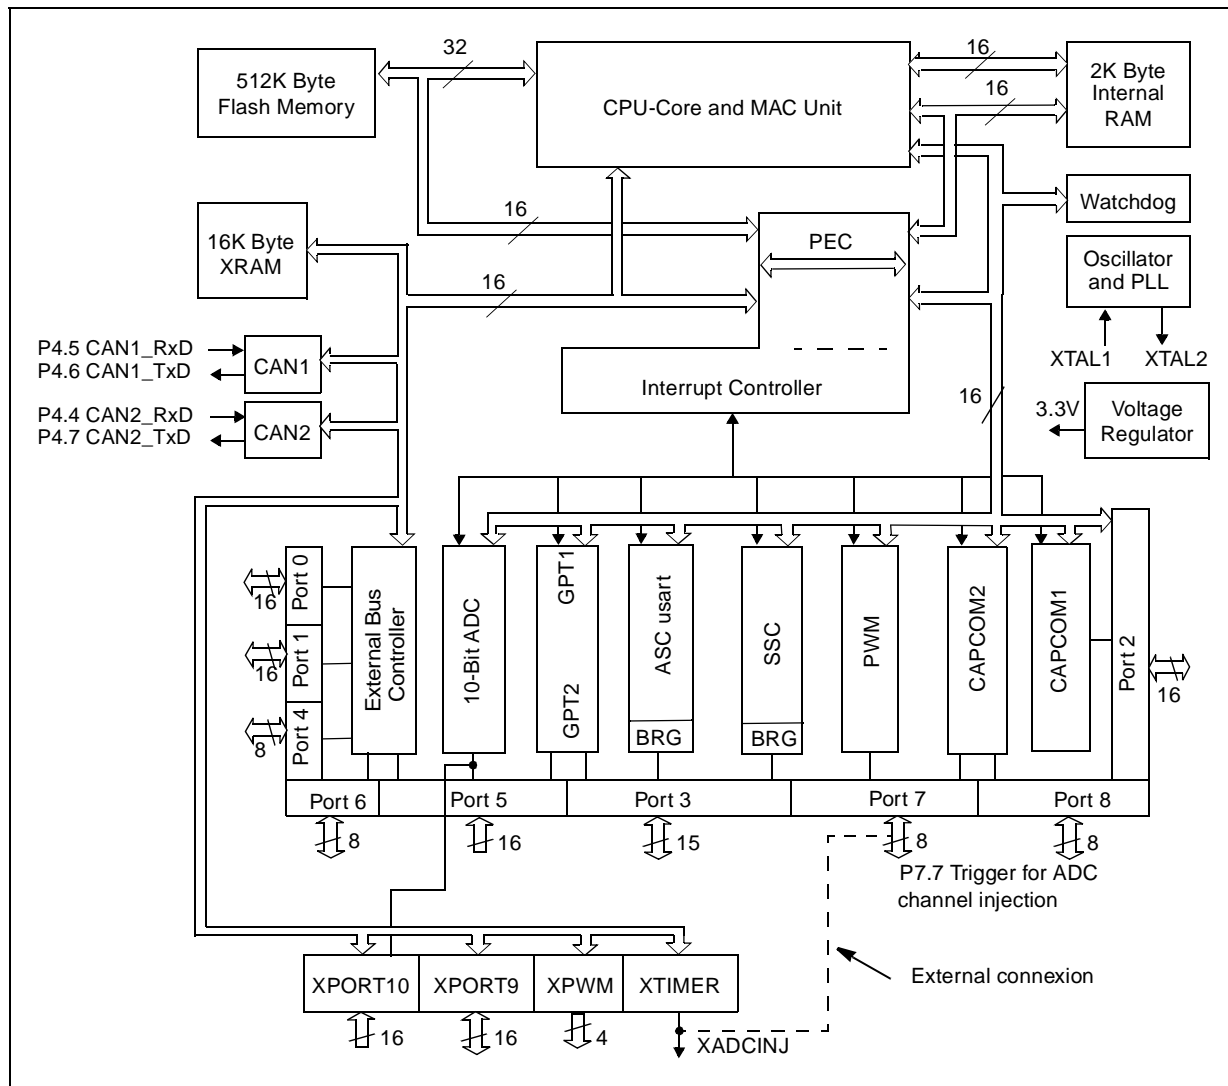 32
16
512K Byte
Flash Memory
CPU-Core and MAC Unit
2K Byte
Internal
RAM
16
16
16K Byte
XRAM
16
PEC
Watchdog
Oscillator
and PLL
16
P4.5 CAN1_RxD
P4.6 CAN1_TxD
CAN1
XTAL1
XTAL2
Interrupt Controller
16
3.3V
Voltage
Regulator
P4.4 CAN2_RxD
P4.7 CAN2_TxD
CAN2
Port 0
16
Port 1
16
Port 4
8
External Bus
Controller
10-Bit ADC
GPT1
GPT2
ASC usart
BRG
SSC
BRG
PWM
CAPCOM2
CAPCOM1
Port 2
16
Port 6
Port 5
Port 3
Port 7
Port 8
8
16
15
8
8
P7.7 Trigger for ADC
channel injection
External connexion
XPORT10
XPORT9
XPWM
XTIMER
16
16
4
XADCINJ